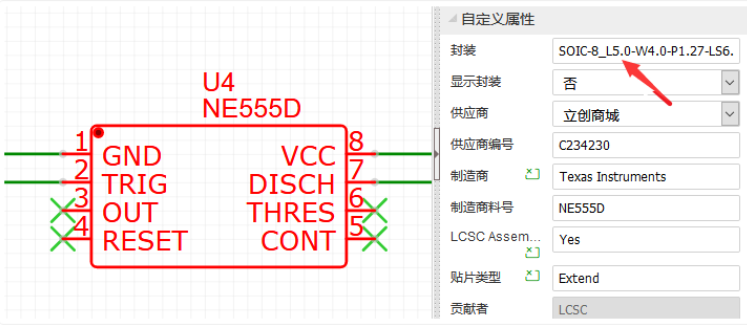 U4
NE555D
1 GND VCC 8
2 TRIG DISCH 7
3 OUT THRES 6
4 RESET CONT 5
自定义属性
封装 SOIC-8_L5.0-W4.0-P1.27-LS6.
显示封装 否
供应商 立创商城
供应商编号 C234230
制造商 Texas Instruments
制造商料号 NE555D
LCSC Assem... Yes
贴片类型 Extend
贡献者 LCSC